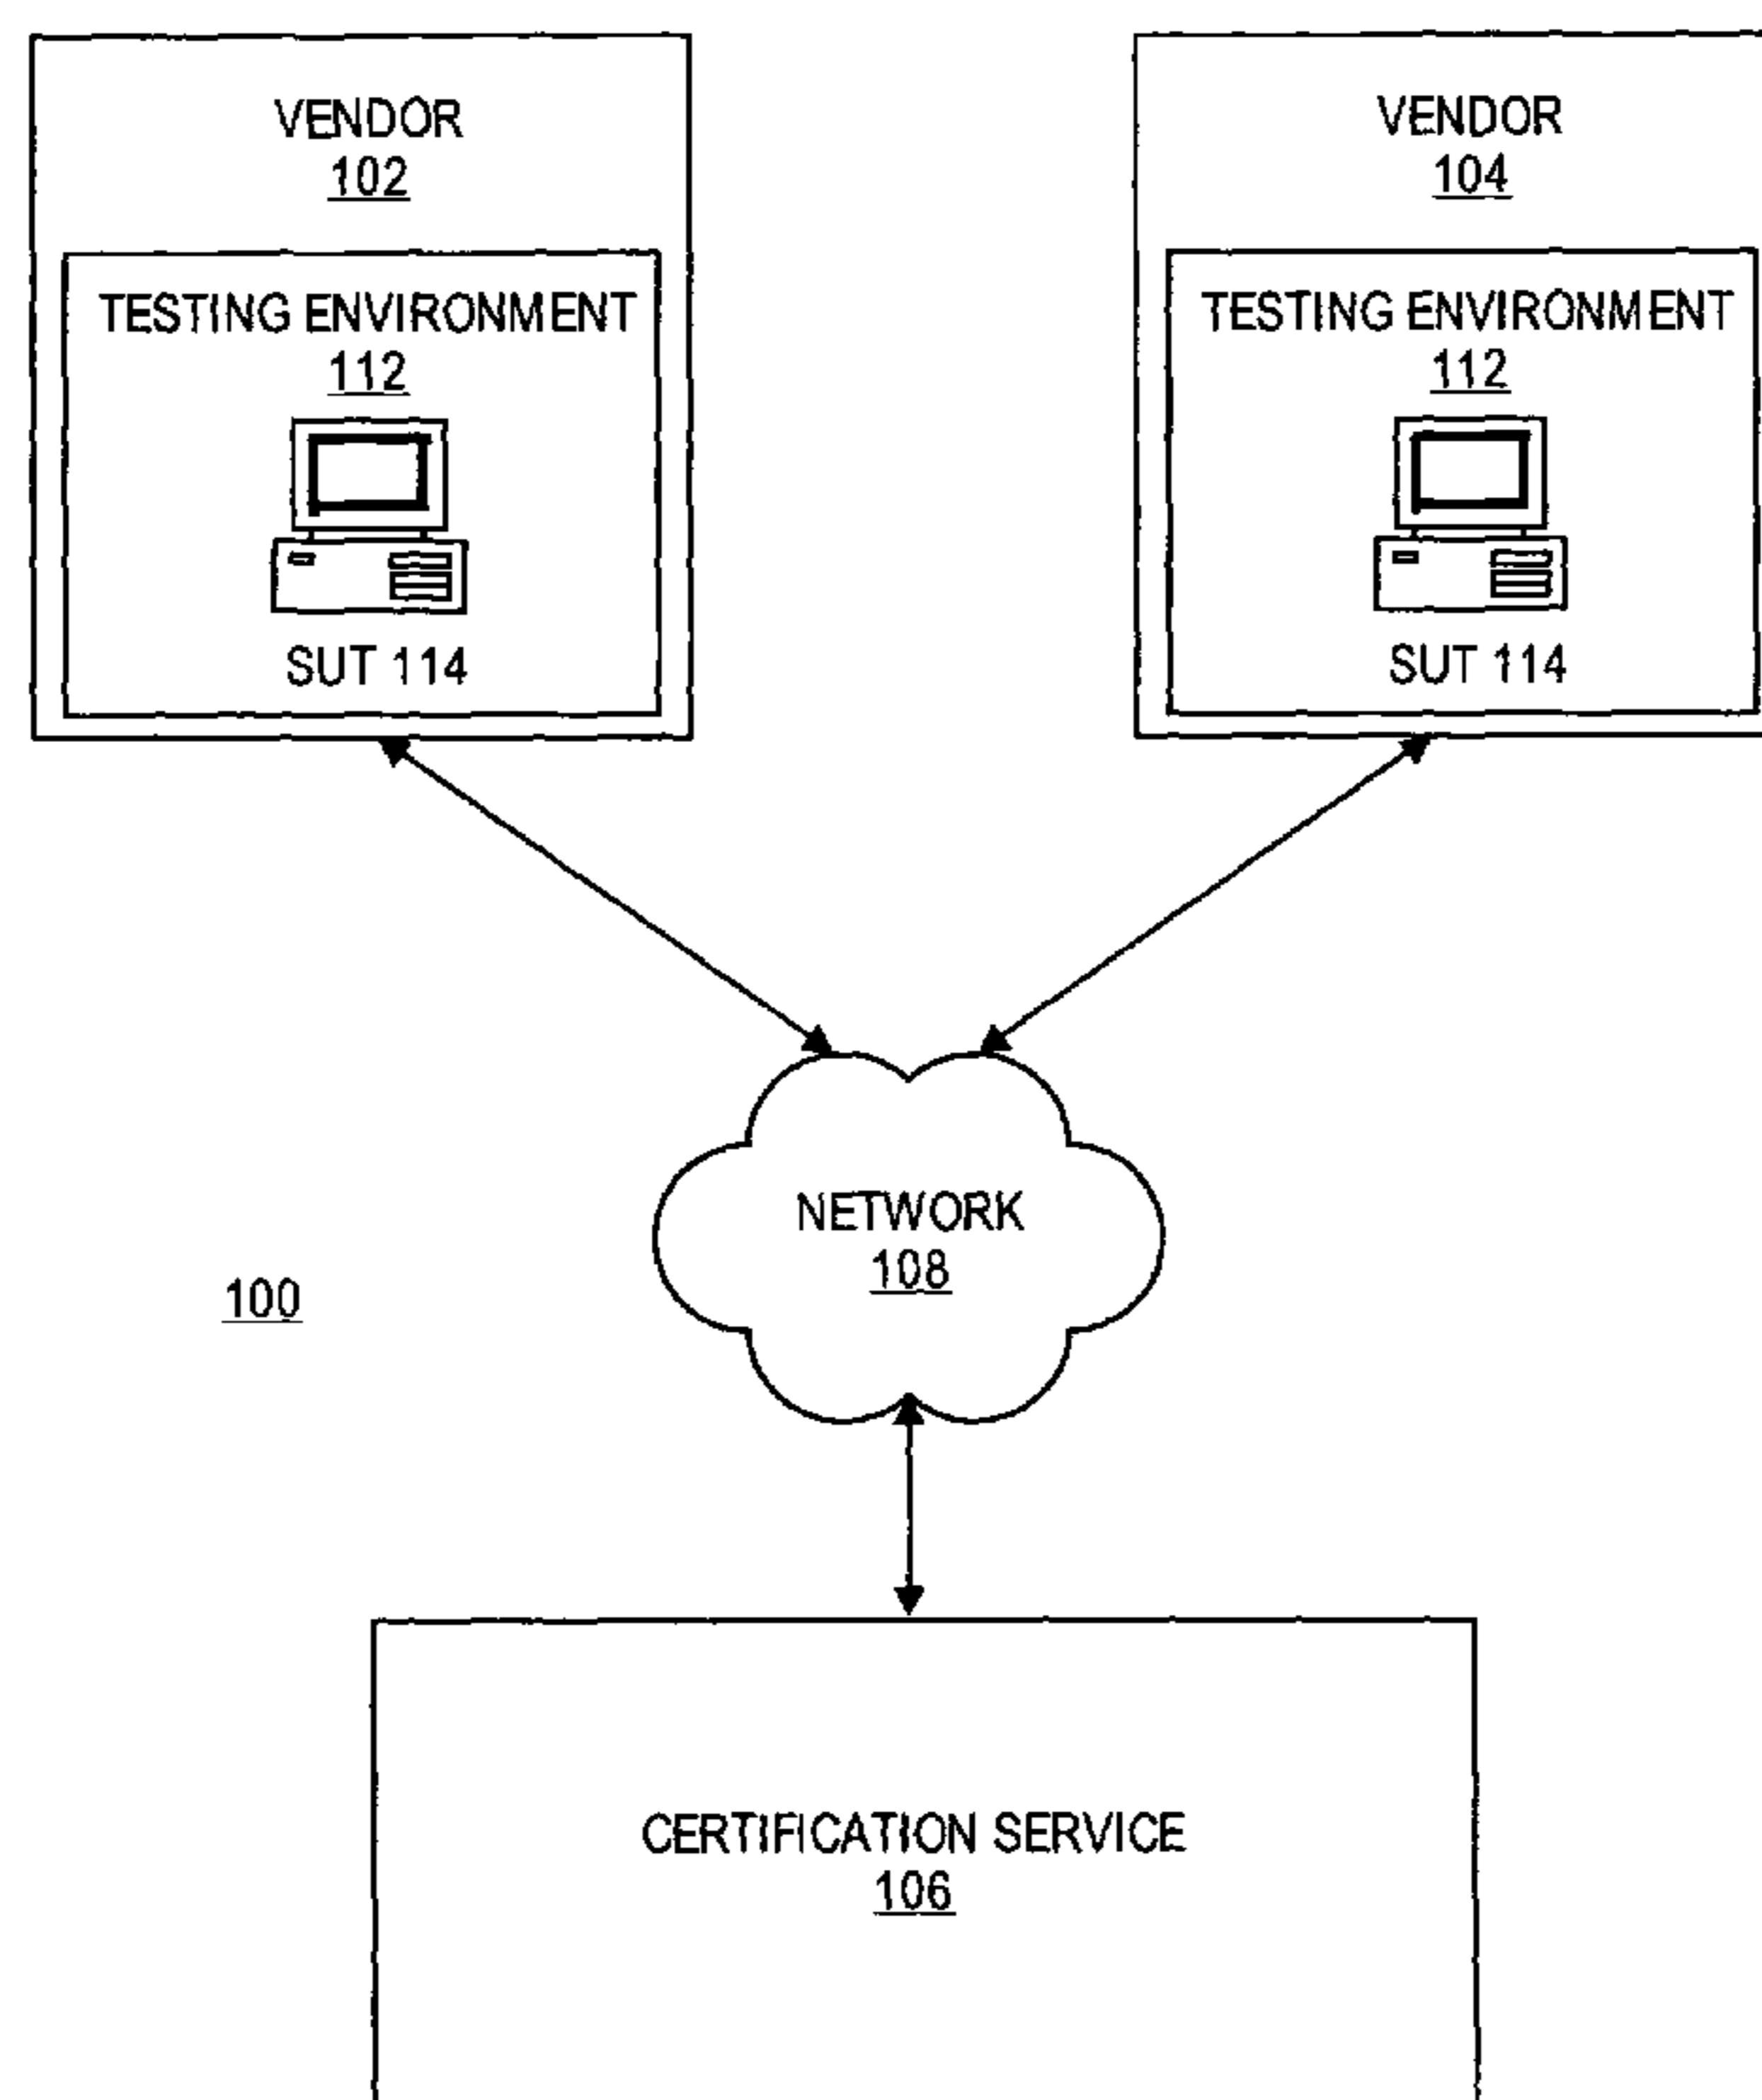 VENDOR
102
TESTING ENVIRONMENT
112
SUT 114
VENDOR
104
TESTING ENVIRONMENT
112
SUT 114
NETWORK
108
100
CERTIFICATION SERVICE
106